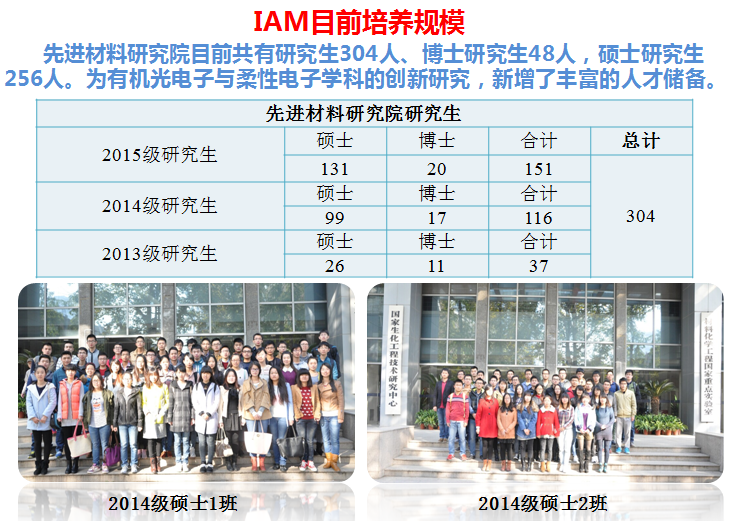 IAM目前培养规模
先进材料研究院目前共有研究生304人、博士研究生48人，硕士研究生
256人。为有机光电子与柔性电子学科的创新研究，新增了丰富的人才储备。
先进材料研究院研究生
2015级研究生 硕士 博士 合计 总计
131 20 151
2014级研究生 硕士 博士 合计
99 17 116
304
2013级研究生 硕士 博士 合计
26 11 37
国家生化工程技术研究中心
材料化学工程国家重点实验室
2014级硕士1班
2014级硕士2班